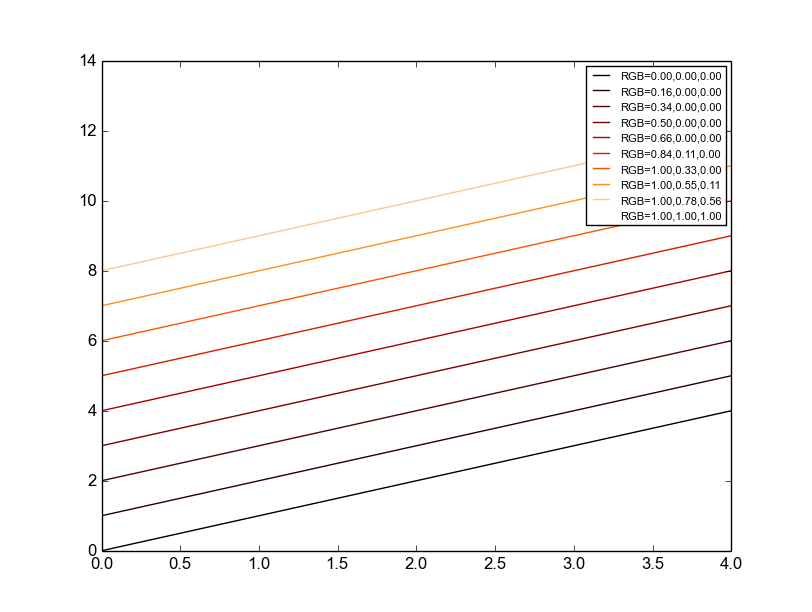 14
12
10
8
6
4
2
0
RGB=0.00,0.00,0.00
RGB=0.16,0.00,0.00
RGB=0.34,0.00,0.00
RGB=0.50,0.00,0.00
RGB=0.66,0.00,0.00
RGB=0.84,0.11,0.00
RGB=1.00,0.33,0.00
RGB=1.00,0.55,0.11
RGB=1.00,0.78,0.56
RGB=1.00,1.00,1.00
0.0 0.5 1.0 1.5 2.0 2.5 3.0 3.5 4.0